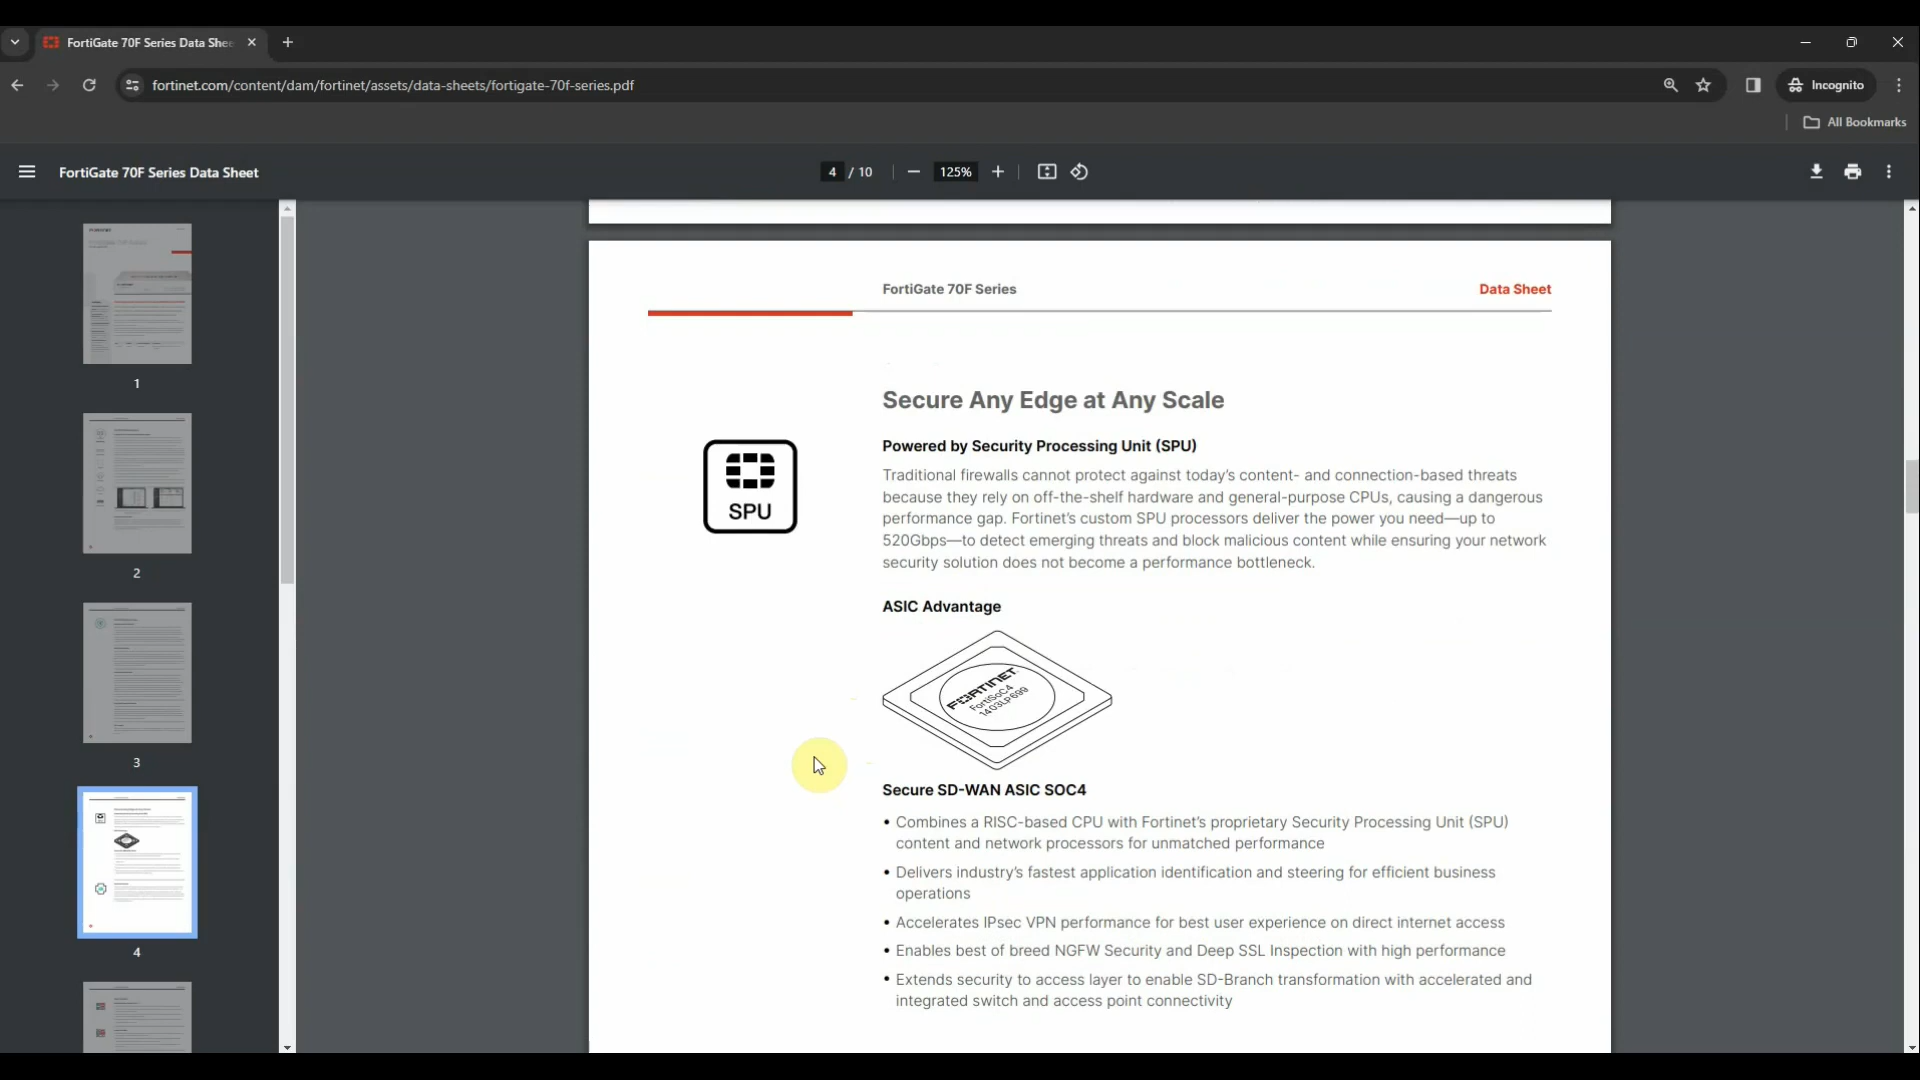 FortiGate 70F Series Data Shee
fortinet.com/content/dam/fortinet/assets/data-sheets/fortigate-70f-series.pdf
Incognito
All Bookmarks
FortiGate 70F Series Data Sheet
4 / 10
125%
1
2
3
4
FortiGate 70F Series
Data Sheet
Secure Any Edge at Any Scale
Powered by Security Processing Unit (SPU)
SPU
Traditional firewalls cannot protect against today's content- and connection-based threats
because they rely on off-the-shelf hardware and general-purpose CPUs, causing a dangerous
performance gap. Fortinet's custom SPU processors deliver the power you need—up to
520Gbps—to detect emerging threats and block malicious content while ensuring your network
security solution does not become a performance bottleneck.
ASIC Advantage
FORTINET
FortiSoC4
1403LP699
Secure SD-WAN ASIC SOC4
• Combines a RISC-based CPU with Fortinet's proprietary Security Processing Unit (SPU)
content and network processors for unmatched performance
• Delivers industry's fastest application identification and steering for efficient business
operations
• Accelerates IPsec VPN performance for best user experience on direct internet access
• Enables best of breed NGFW Security and Deep SSL Inspection with high performance
• Extends security to access layer to enable SD-Branch transformation with accelerated and
integrated switch and access point connectivity